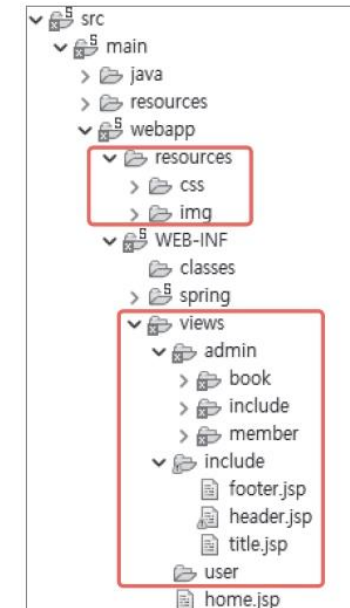 src
main
java
resources
webapp
resources
css
img
WEB-INF
classes
spring
views
admin
book
include
member
include
footer.jsp
header.jsp
title.jsp
user
home.jsp